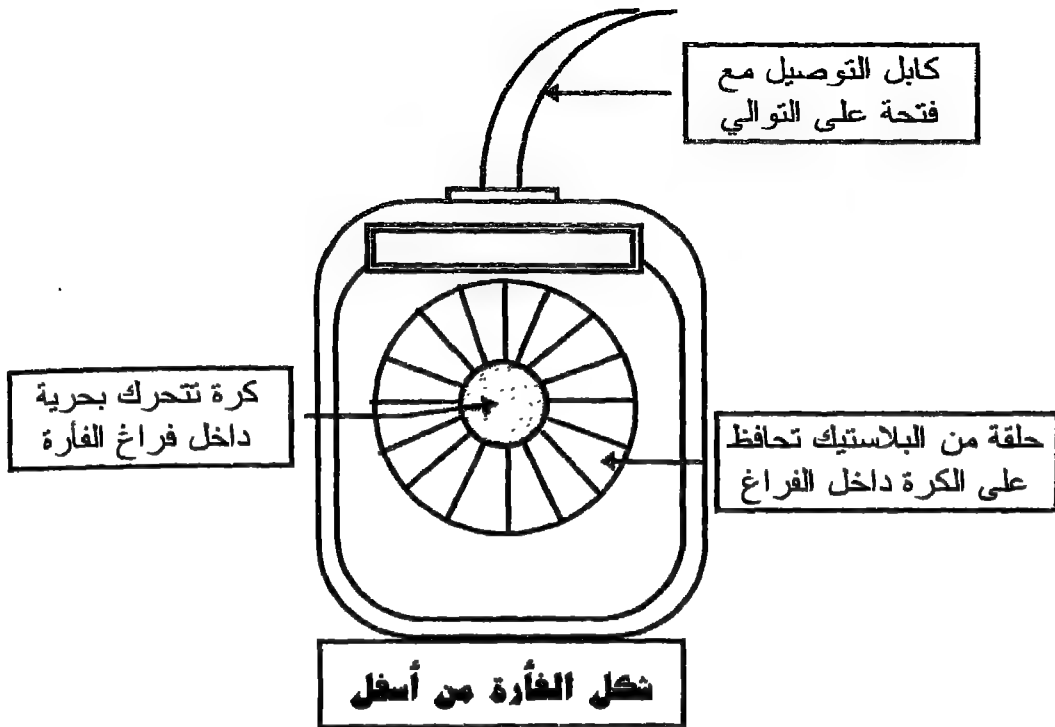 كابل التوصيل مع
فتحة على التوالي
كرة تتحرك بحرية
داخل فراغ الفأرة
حلقة من البلاستيك تحافظ
على الكرة داخل الفراغ
شكل الفأرة من أسفل